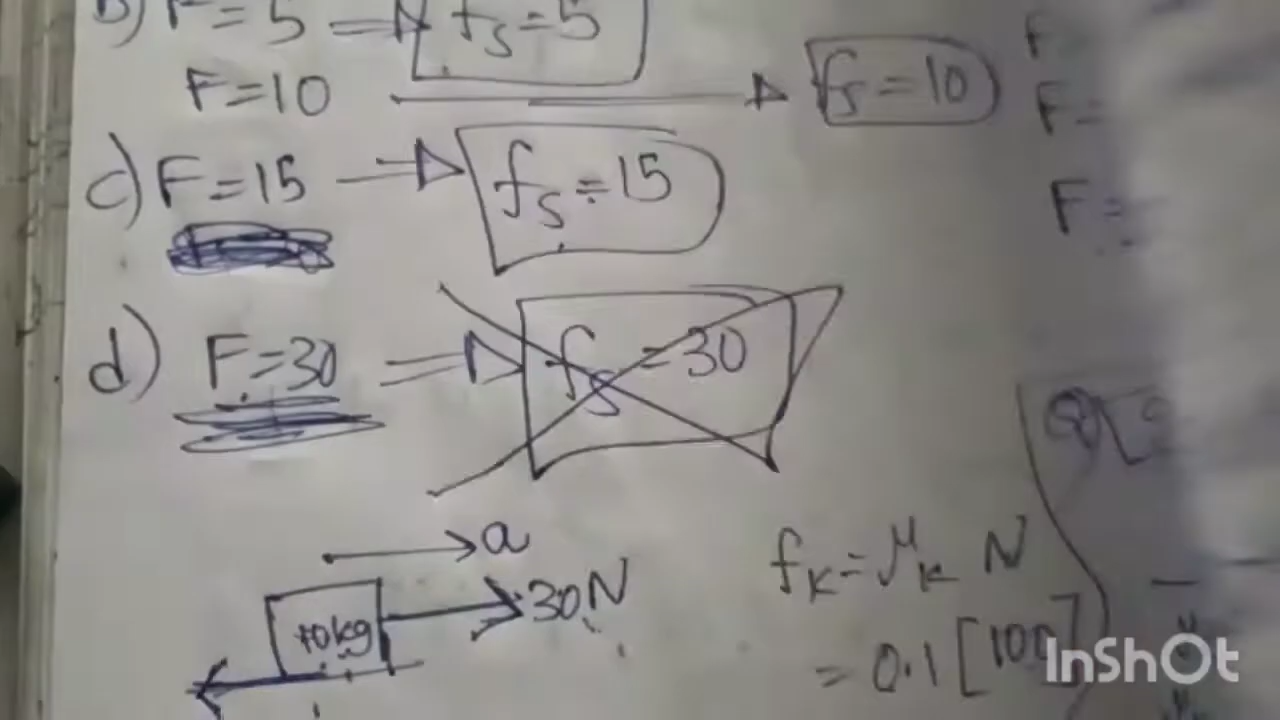 b) F = 5 ⇒ fs = 5
F = 10 → fs = 10
c) F = 15 ⇒ fs = 15
d) F = 30 ⇒ fs = 30
F
F =
F =
a
10kg 30N
fK = μK N
= 0.1 [100]
InShOt